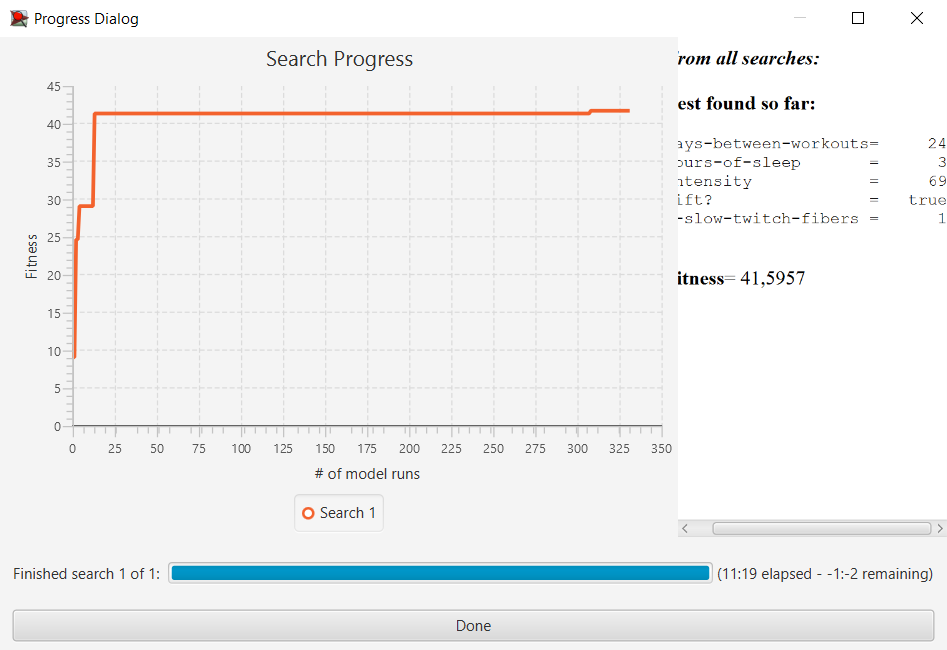 Progress Dialog
Search Progress
Fitness
45
40
35
30
25
20
15
10
5
0
0 25 50 75 100 125 150 175 200 225 250 275 300 325 350
# of model runs
Search 1
rom all searches:
est found so far:
ays-between-workouts= 24
ours-of-sleep = 3
ntensity = 69
ift? = true
-slow-twitch-fibers = 1
itness= 41,5957
Finished search 1 of 1:
(11:19 elapsed - -1:-2 remaining)
Done